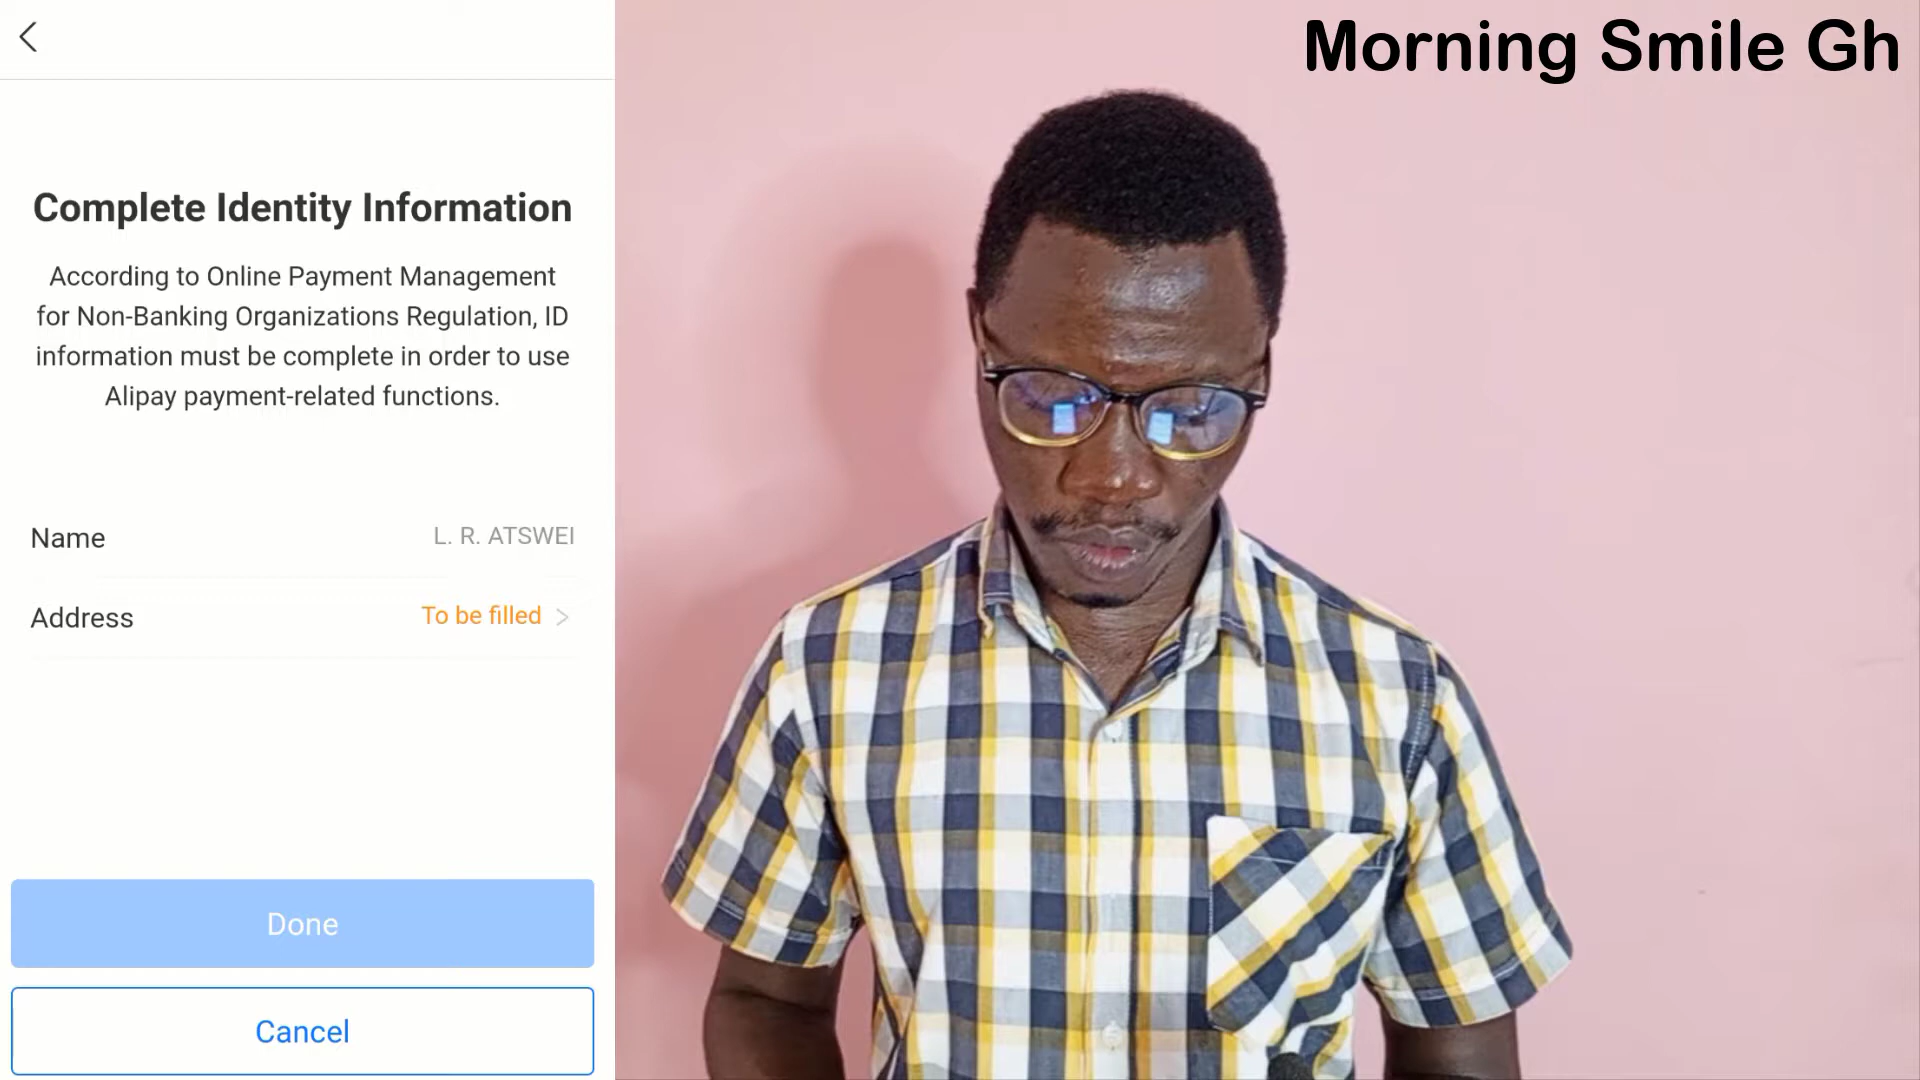 Morning Smile Gh
Complete Identity Information
According to Online Payment Management
for Non-Banking Organizations Regulation, ID
information must be complete in order to use
Alipay payment-related functions.
Name L. R. ATSWEI
Address To be filled >
Done
Cancel